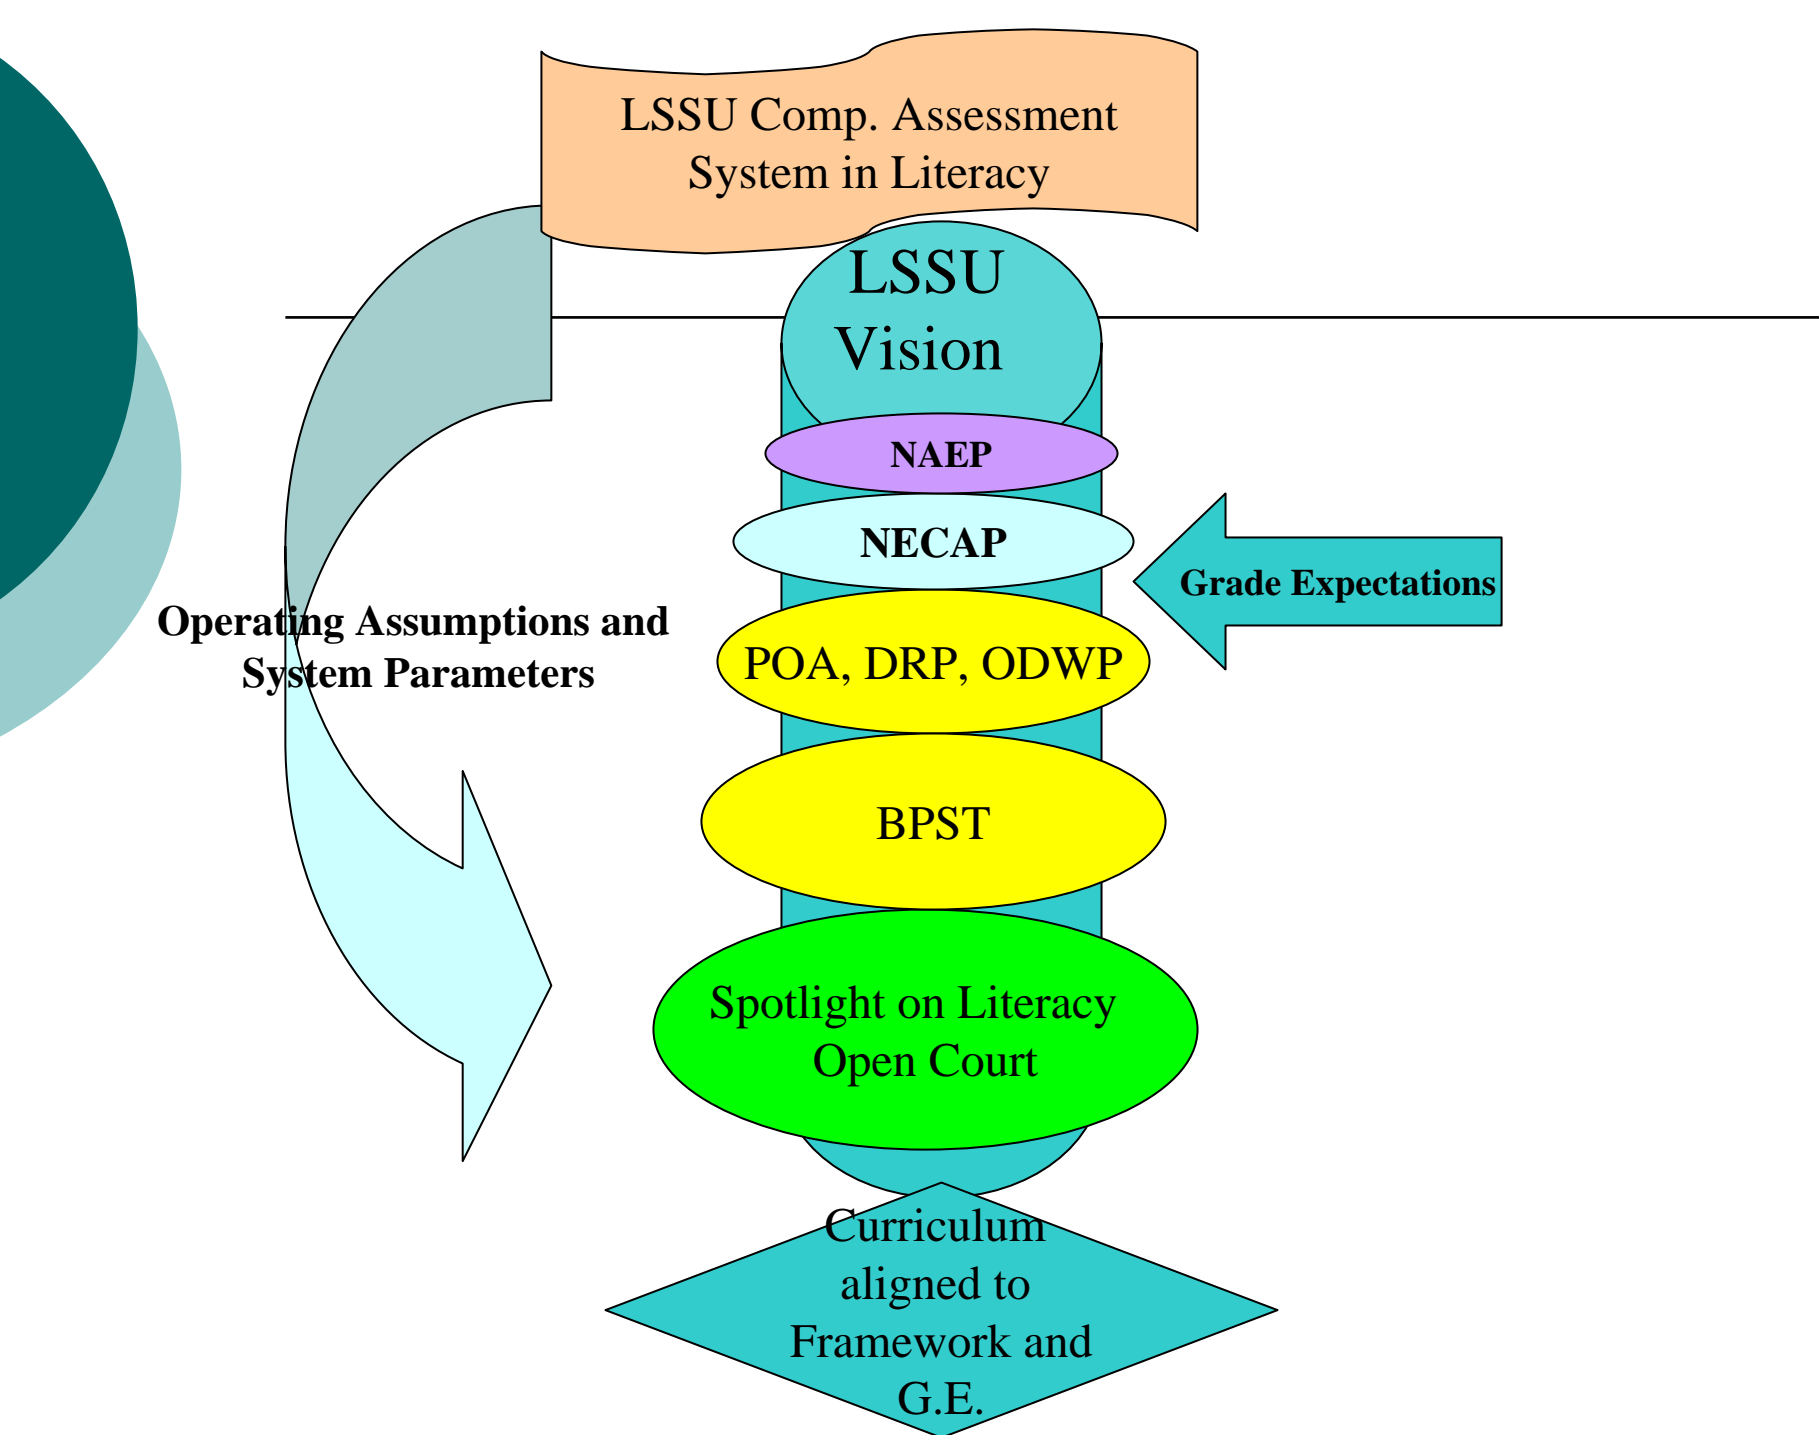 LSSU Comp. Assessment
System in Literacy
LSSU
Vision
NAEP
NECAP
Grade Expectations
Operating Assumptions and
System Parameters
POA, DRP, ODWP
BPST
Spotlight on Literacy
Open Court
Curriculum
aligned to
Framework and
G.E.